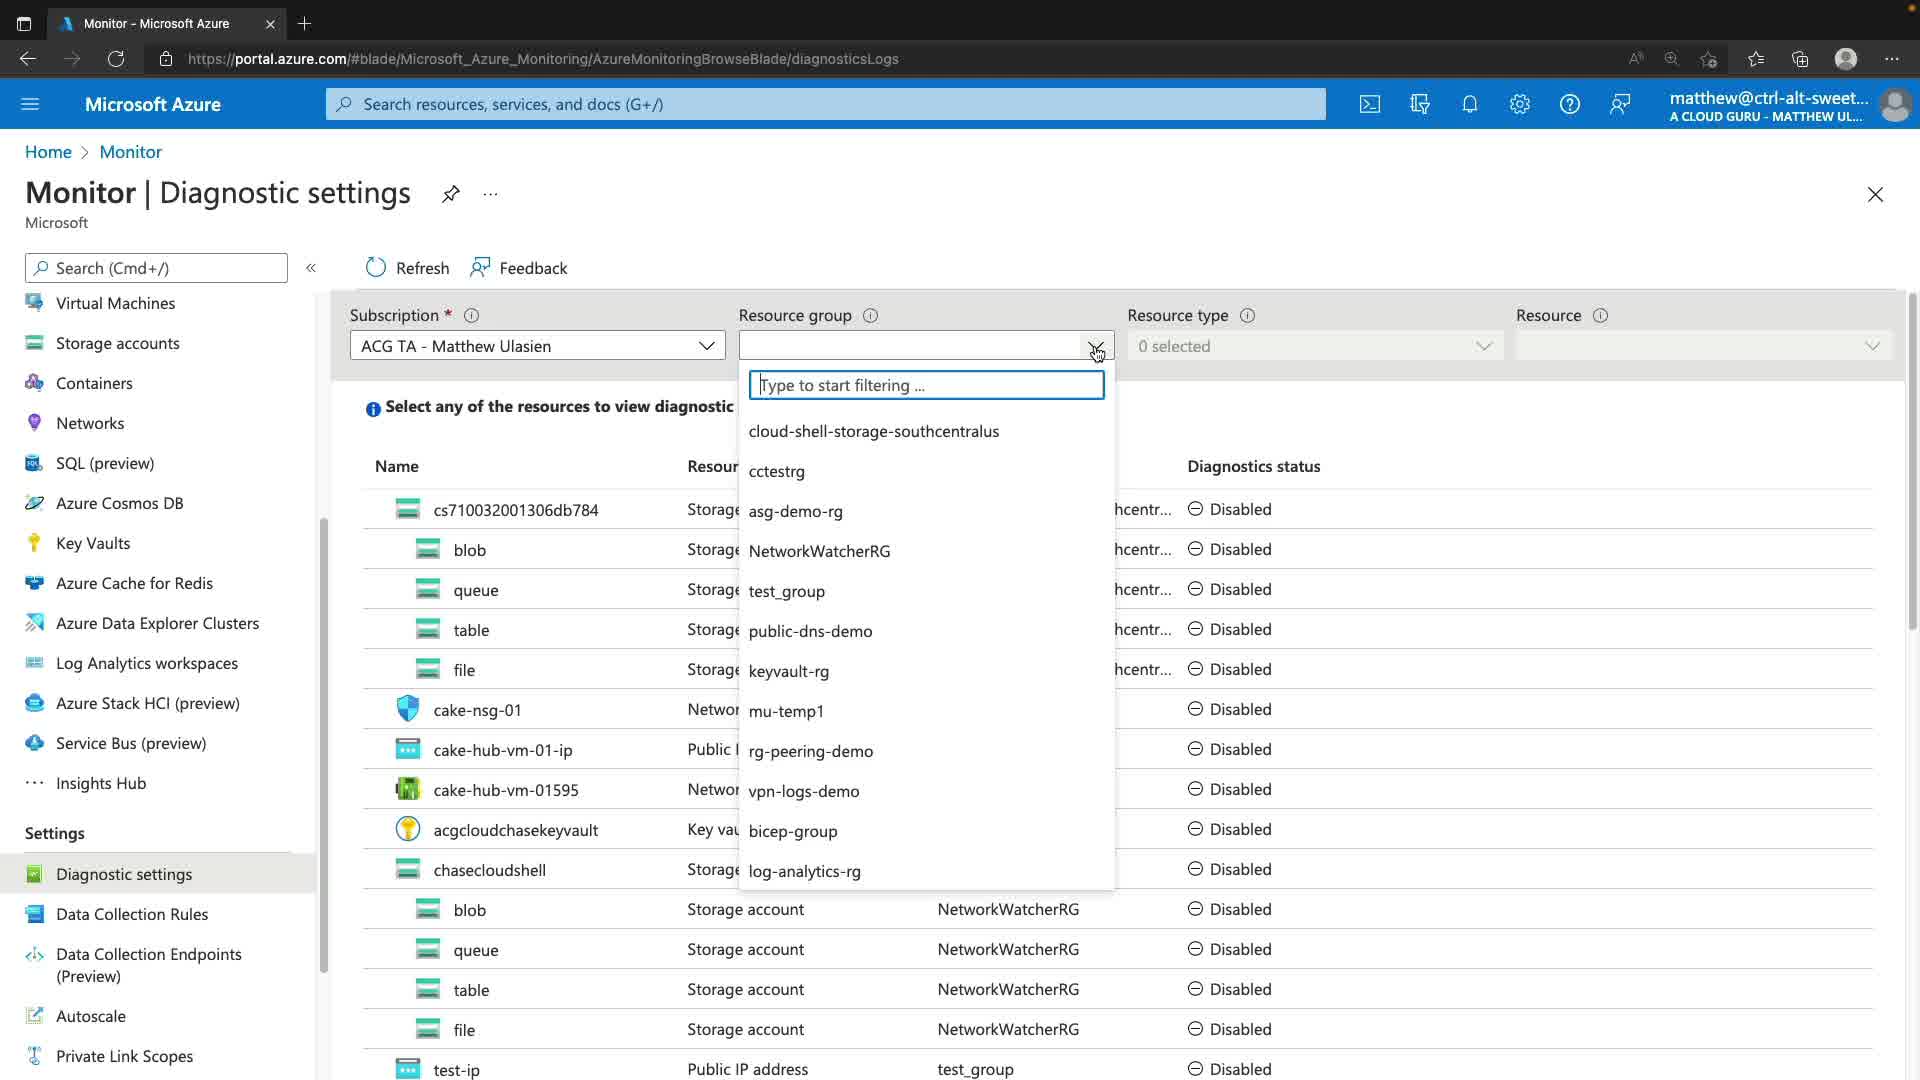 Monitor - Microsoft Azure
https://portal.azure.com/#blade/Microsoft_Azure_Monitoring/AzureMonitoringBrowseBlade/diagnosticsLogs
Microsoft Azure
Search resources, services, and docs (G+/)
matthew@ctrl-alt-sweet...
A CLOUD GURU - MATTHEW UL...
Home > Monitor
Monitor | Diagnostic settings
Microsoft
Search (Cmd+/)
Virtual Machines
Storage accounts
Containers
Networks
SQL (preview)
Azure Cosmos DB
Key Vaults
Azure Cache for Redis
Azure Data Explorer Clusters
Log Analytics workspaces
Azure Stack HCI (preview)
Service Bus (preview)
Insights Hub
Settings
Diagnostic settings
Data Collection Rules
Data Collection Endpoints
(Preview)
Autoscale
Private Link Scopes
Refresh Feedback
Subscription * Resource group Resource type Resource
ACG TA - Matthew Ulasien 0 selected
Type to start filtering ...
cloud-shell-storage-southcentralus
cctestrg
asg-demo-rg
NetworkWatcherRG
test_group
public-dns-demo
keyvault-rg
mu-temp1
rg-peering-demo
vpn-logs-demo
bicep-group
log-analytics-rg
Select any of the resources to view diagnostic
Name Resour Diagnostics status
cs710032001306db784 Storage hcentr... Disabled
blob Storage hcentr... Disabled
queue Storage hcentr... Disabled
table Storage hcentr... Disabled
file Storage hcentr... Disabled
cake-nsg-01 Networ Disabled
cake-hub-vm-01-ip Public I Disabled
cake-hub-vm-01595 Networ Disabled
acgcloudchasekeyvault Key vau Disabled
chasecloudshell Storage Disabled
blob Storage account NetworkWatcherRG Disabled
queue Storage account NetworkWatcherRG Disabled
table Storage account NetworkWatcherRG Disabled
file Storage account NetworkWatcherRG Disabled
test-ip Public IP address test_group Disabled